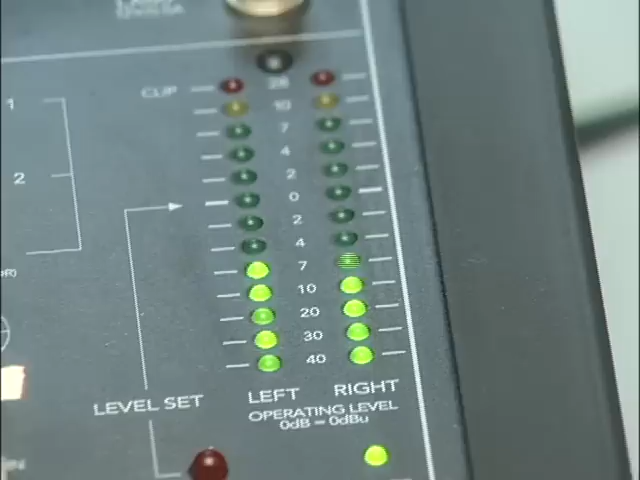 CLIP 28
1 10
7
4
2 2
0
2
4
7
10
20
30
40
LEFT RIGHT
LEVEL SET
OPERATING LEVEL
0dB = 0dBu